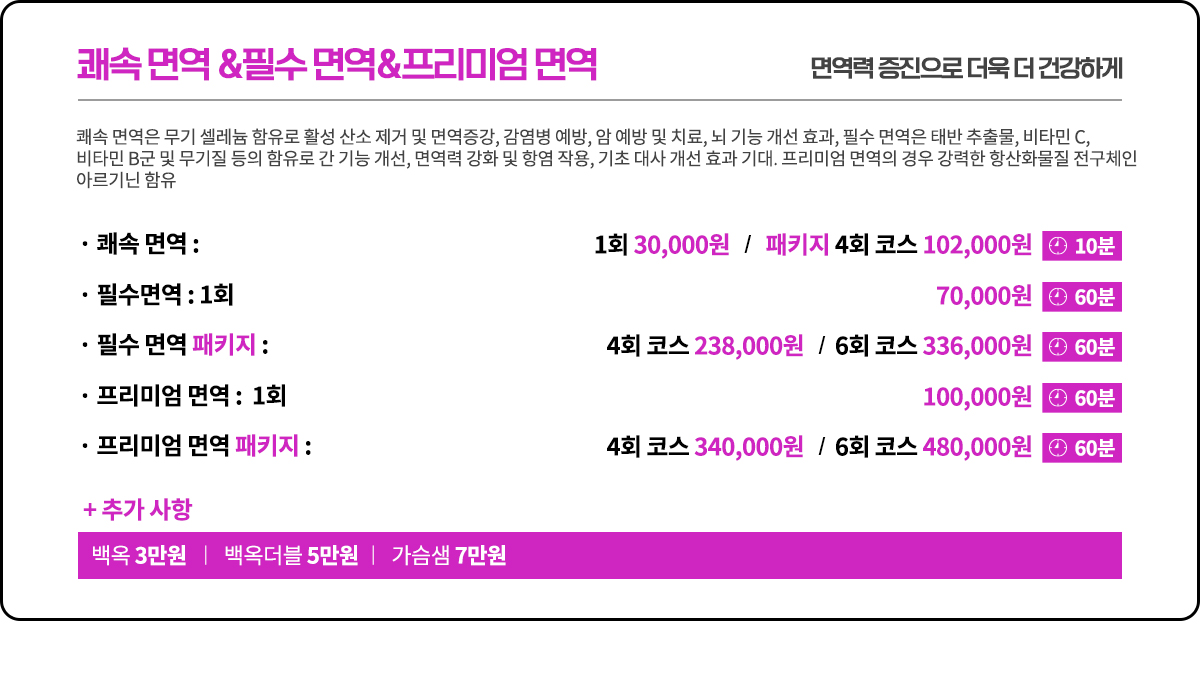 쾌속 면역 &필수 면역&프리미엄 면역
면역력 증진으로 더욱 더 건강하게
쾌속 면역은 무기 셀레늄 함유로 활성 산소 제거 및 면역증강, 감염병 예방, 암 예방 및 치료, 뇌 기능 개선 효과, 필수 면역은 태반 추출물, 비타민 C,
비타민 B군 및 무기질 등의 함유로 간 기능 개선, 면역력 강화 및 항염 작용, 기초 대사 개선 효과 기대. 프리미엄 면역의 경우 강력한 항산화물질 전구체인
아르기닌 함유
· 쾌속 면역 : 1회 30,000원 / 패키지 4회 코스 102,000원 10분
· 필수면역 : 1회 70,000원 60분
· 필수 면역 패키지 : 4회 코스 238,000원 / 6회 코스 336,000원 60분
· 프리미엄 면역 : 1회 100,000원 60분
· 프리미엄 면역 패키지 : 4회 코스 340,000원 / 6회 코스 480,000원 60분
+ 추가 사항
백옥 3만원 | 백옥더블 5만원 | 가슴샘 7만원